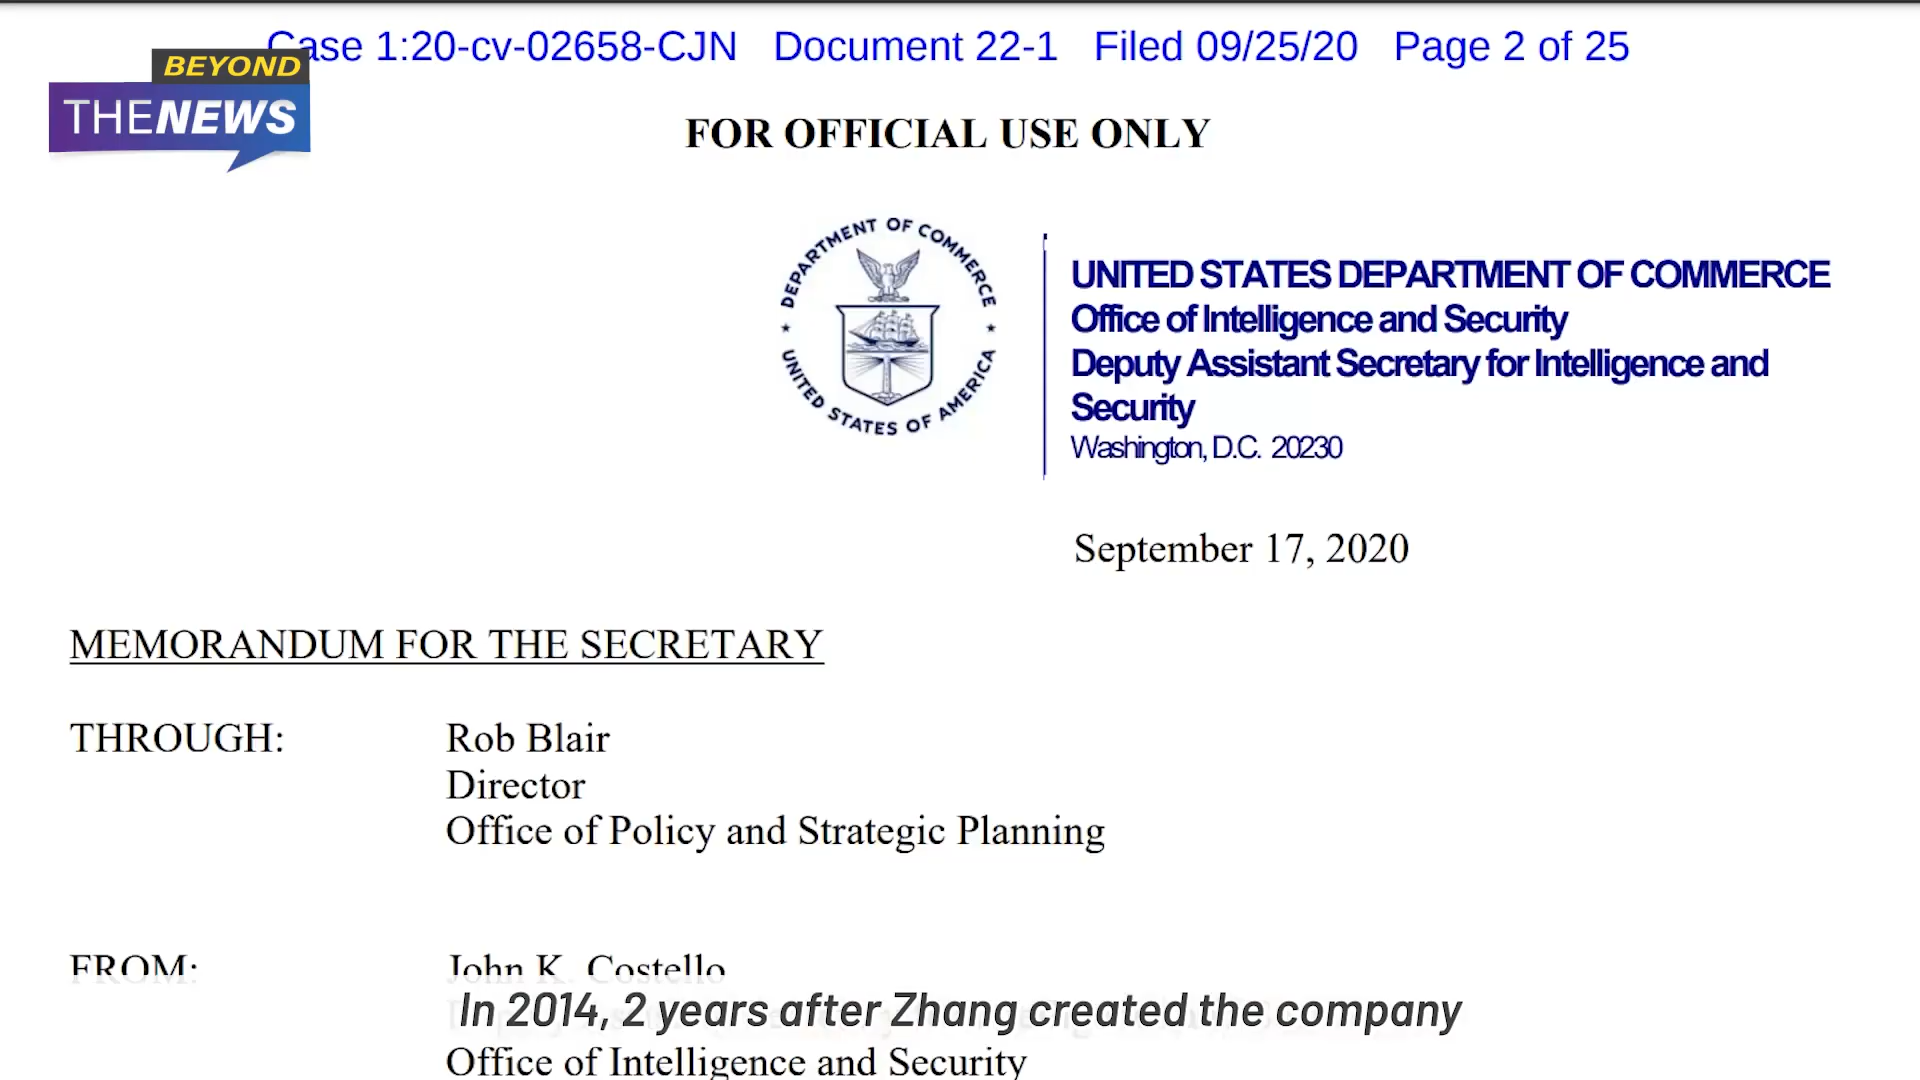 Case 1:20-cv-02658-CJN Document 22-1 Filed 09/25/20 Page 2 of 25
BEYOND
THENEWS
FOR OFFICIAL USE ONLY
DEPARTMENT OF COMMERCE
UNITED STATES OF AMERICA
UNITED STATES DEPARTMENT OF COMMERCE
Office of Intelligence and Security
Deputy Assistant Secretary for Intelligence and
Security
Washington, D.C. 20230
September 17, 2020
MEMORANDUM FOR THE SECRETARY
THROUGH: Rob Blair
Director
Office of Policy and Strategic Planning
FROM: John K. Costello
In 2014, 2 years after Zhang created the company
Office of Intelligence and Security